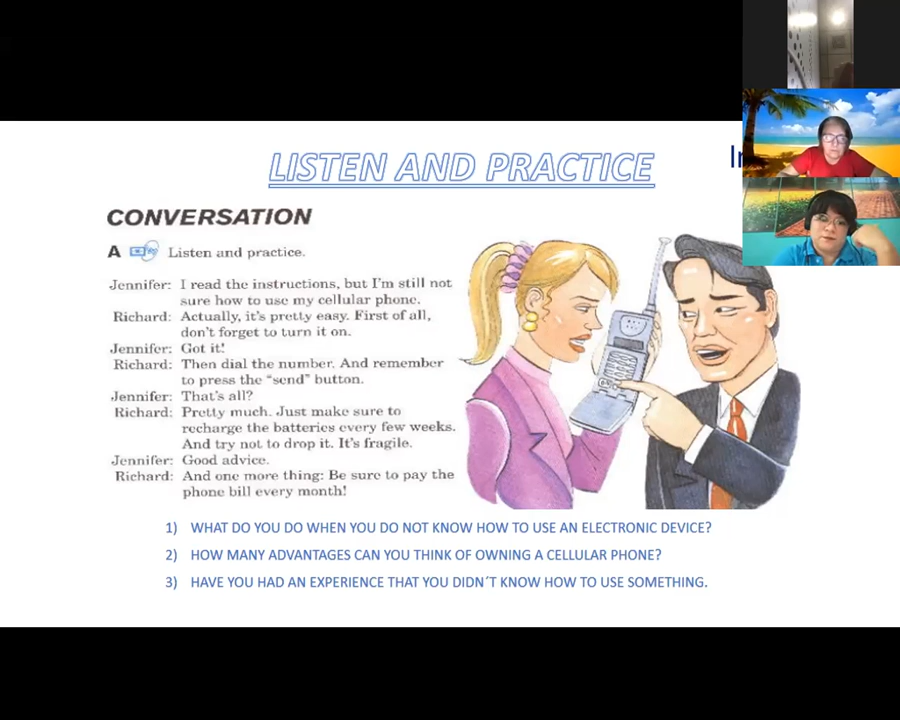 LISTEN AND PRACTICE
CONVERSATION
A Listen and practice.
Jennifer: I read the instructions, but I'm still not
sure how to use my cellular phone.
Richard: Actually, it's pretty easy. First of all,
don't forget to turn it on.
Jennifer: Got it!
Richard: Then dial the number. And remember
to press the "send" button.
Jennifer: That's all?
Richard: Pretty much. Just make sure to
recharge the batteries every few weeks.
And try not to drop it. It's fragile.
Jennifer: Good advice.
Richard: And one more thing: Be sure to pay the
phone bill every month!
1) WHAT DO YOU DO WHEN YOU DO NOT KNOW HOW TO USE AN ELECTRONIC DEVICE?
2) HOW MANY ADVANTAGES CAN YOU THINK OF OWNING A CELLULAR PHONE?
3) HAVE YOU HAD AN EXPERIENCE THAT YOU DIDN´T KNOW HOW TO USE SOMETHING.